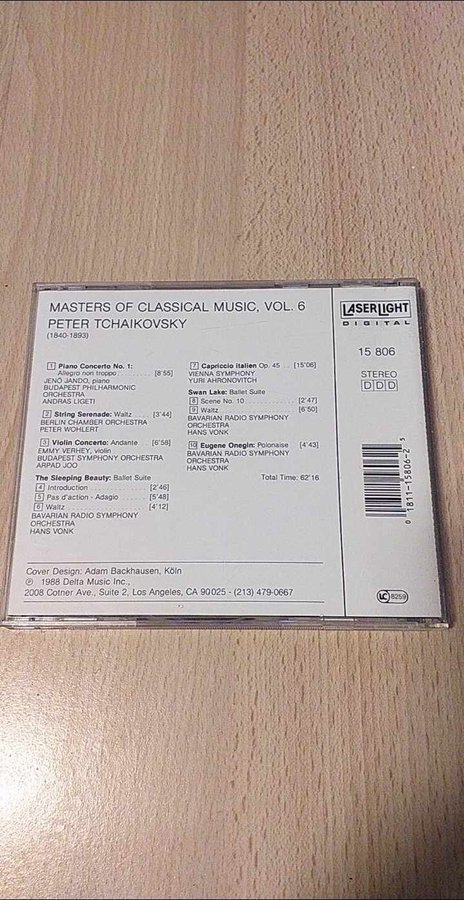 MASTERS OF CLASSICAL MUSIC, VOL. 6
PETER TCHAIKOVSKY
(1840-1893)
1 Piano Concerto No. 1:
Allegro non troppo . . . . . . . . [8'55]
JENÖ JANDO, piano
BUDAPEST PHILHARMONIC
ORCHESTRA
ANDRAS LIGETI
2 String Serenade: Waltz . . . . [3'44]
BERLIN CHAMBER ORCHESTRA
PETER WOHLERT
3 Violin Concerto: Andante . . [6'58]
EMMY VERHEY, violin
BUDAPEST SYMPHONY ORCHESTRA
ARPAD JOO
The Sleeping Beauty: Ballet Suite
4 Introduction . . . . . . . . . . . . [2'46]
5 Pas d'action - Adagio . . . . . [5'48]
6 Waltz . . . . . . . . . . . . . . . . [4'12]
BAVARIAN RADIO SYMPHONY
ORCHESTRA
HANS VONK
7 Capriccio italien Op. 45 . . [15'06]
VIENNA SYMPHONY
YURI AHRONOVITCH
Swan Lake: Ballet Suite
8 Scene No. 10 . . . . . . . . . . . [2'47]
9 Waltz . . . . . . . . . . . . . . . . [6'50]
BAVARIAN RADIO SYMPHONY
ORCHESTRA
HANS VONK
10 Eugene Onegin: Polonaise [4'43]
BAVARIAN RADIO SYMPHONY
ORCHESTRA
HANS VONK
Total Time: 62'16
Cover Design: Adam Backhausen, Köln
℗ 1988 Delta Music Inc.,
2008 Cotner Ave., Suite 2, Los Angeles, CA 90025 - (213) 479-0667
LASERLIGHT
DIGITAL
15 806
STEREO
DDD
0 1811-15806-2 5
LC 8259